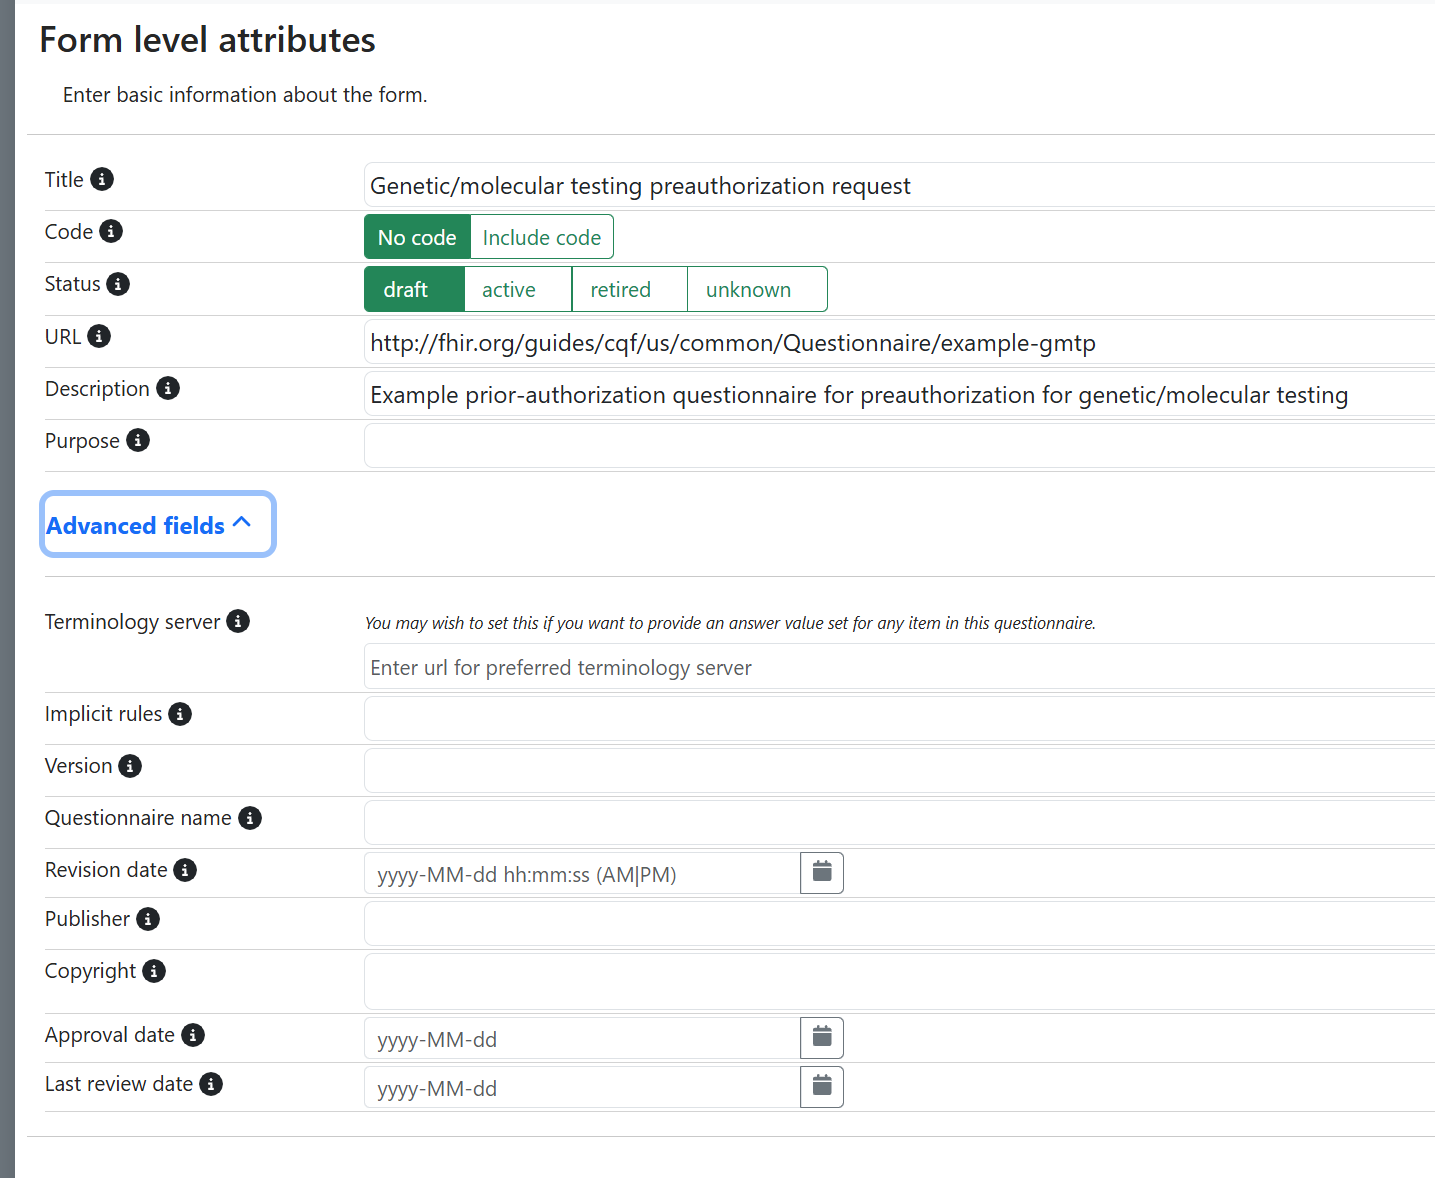 Form level attributes
Enter basic information about the form.
Title
Genetic/molecular testing preauthorization request
Code
No code
Include code
Status
draft
active
retired
unknown
URL
http://fhir.org/guides/cqf/us/common/Questionnaire/example-gmtp
Description
Example prior-authorization questionnaire for preauthorization for genetic/molecular testing
Purpose
Advanced fields
Terminology server
You may wish to set this if you want to provide an answer value set for any item in this questionnaire.
Enter url for preferred terminology server
Implicit rules
Version
Questionnaire name
Revision date
yyyy-MM-dd hh:mm:ss (AM|PM)
Publisher
Copyright
Approval date
yyyy-MM-dd
Last review date
yyyy-MM-dd